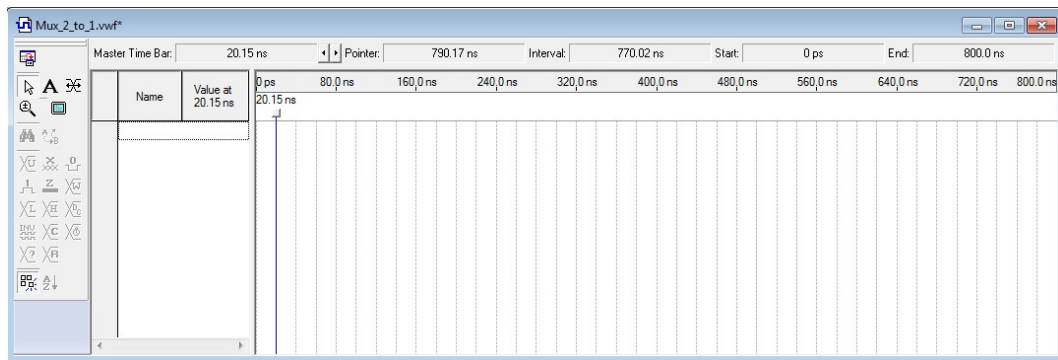 Mux_2_to_1.vwf*
Master Time Bar: 20.15 ns Pointer: 790.17 ns Interval: 770.02 ns Start: 0 ps End: 800.0 ns
Name Value at 20.15 ns
0 ps 80.0 ns 160.0 ns 240.0 ns 320.0 ns 400.0 ns 480.0 ns 560.0 ns 640.0 ns 720.0 ns 800.0 ns
20.15 ns